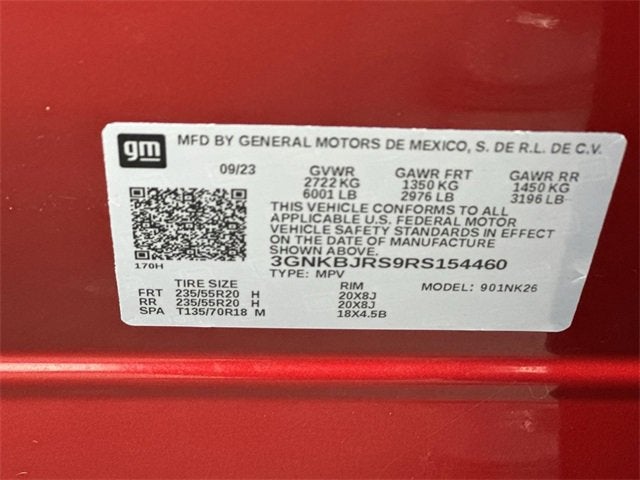 gm MFD BY GENERAL MOTORS DE MEXICO, S. DE R.L. DE C.V.
09/23 GVWR GAWR FRT GAWR RR
2722 KG 1350 KG 1450 KG
6001 LB 2976 LB 3196 LB
THIS VEHICLE CONFORMS TO ALL
APPLICABLE U.S. FEDERAL MOTOR
VEHICLE SAFETY STANDARDS IN EFFECT
ON THE DATE OF MANUFACTURE
SHOWN ABOVE.
170H 3GNKBJRS9RS154460
TYPE: MPV MODEL: 901NK26
TIRE SIZE RIM
FRT 235/55R20 H 20X8J
RR 235/55R20 H 20X8J
SPA T135/70R18 M 18X4.5B